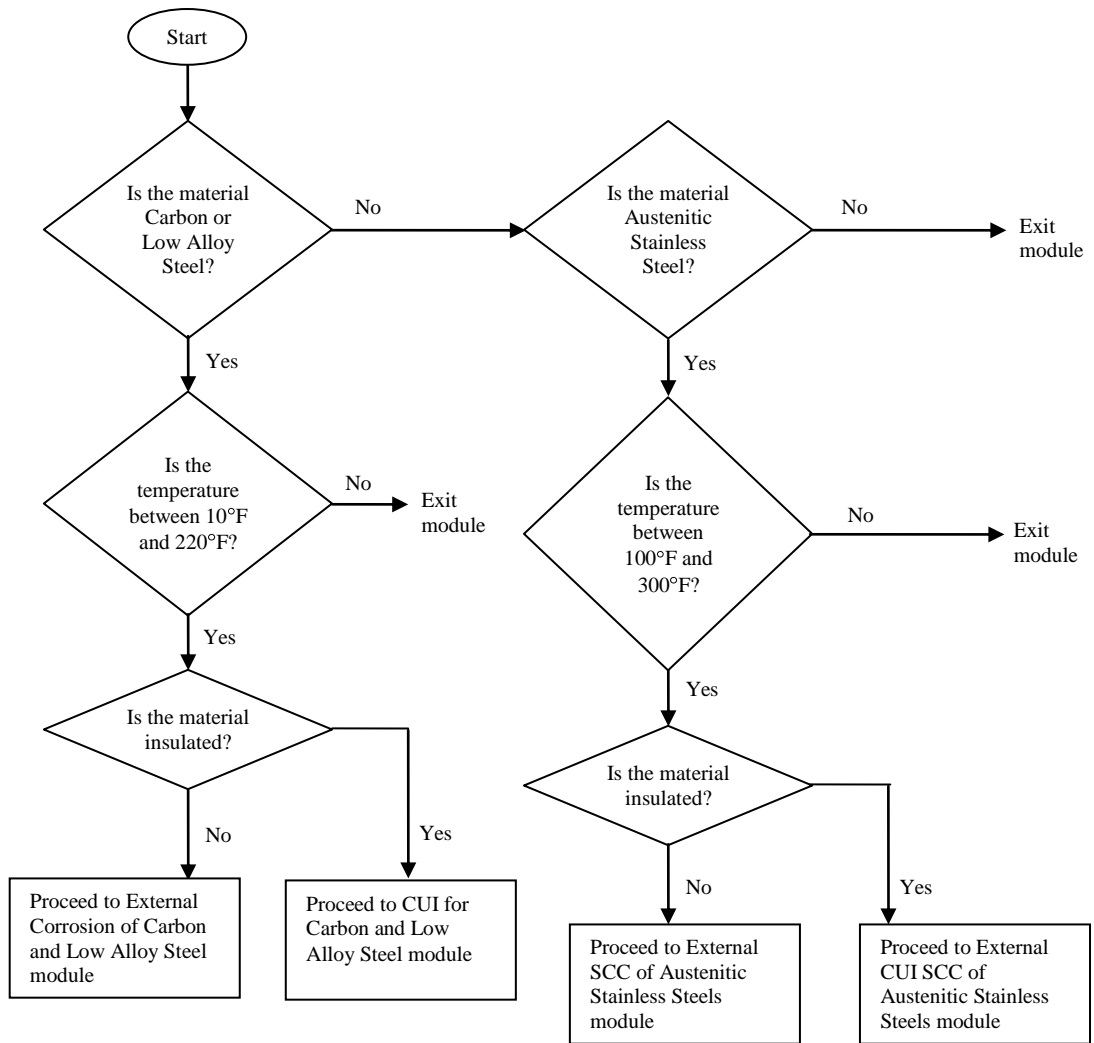 Start
Is the material
Carbon or
Low Alloy
Steel?
No
Is the material
Austenitic
Stainless
Steel?
No
Exit
module
Yes
Yes
Is the
temperature
between 10°F
and 220°F?
No
Exit
module
Is the
temperature
between
100°F and
300°F?
No
Exit
module
Yes
Yes
Is the material
insulated?
Is the material
insulated?
No
Yes
No
Yes
Proceed to External
Corrosion of Carbon
and Low Alloy Steel
module
Proceed to CUI for
Carbon and Low
Alloy Steel module
Proceed to External
SCC of Austenitic
Stainless Steels
module
Proceed to External
CUI SCC of
Austenitic Stainless
Steels module